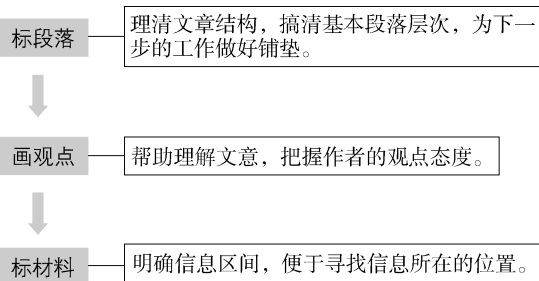 标段落
理清文章结构，搞清基本段落层次，为下一
步的工作做好铺垫。
画观点
帮助理解文意，把握作者的观点态度。
标材料
明确信息区间，便于寻找信息所在的位置。